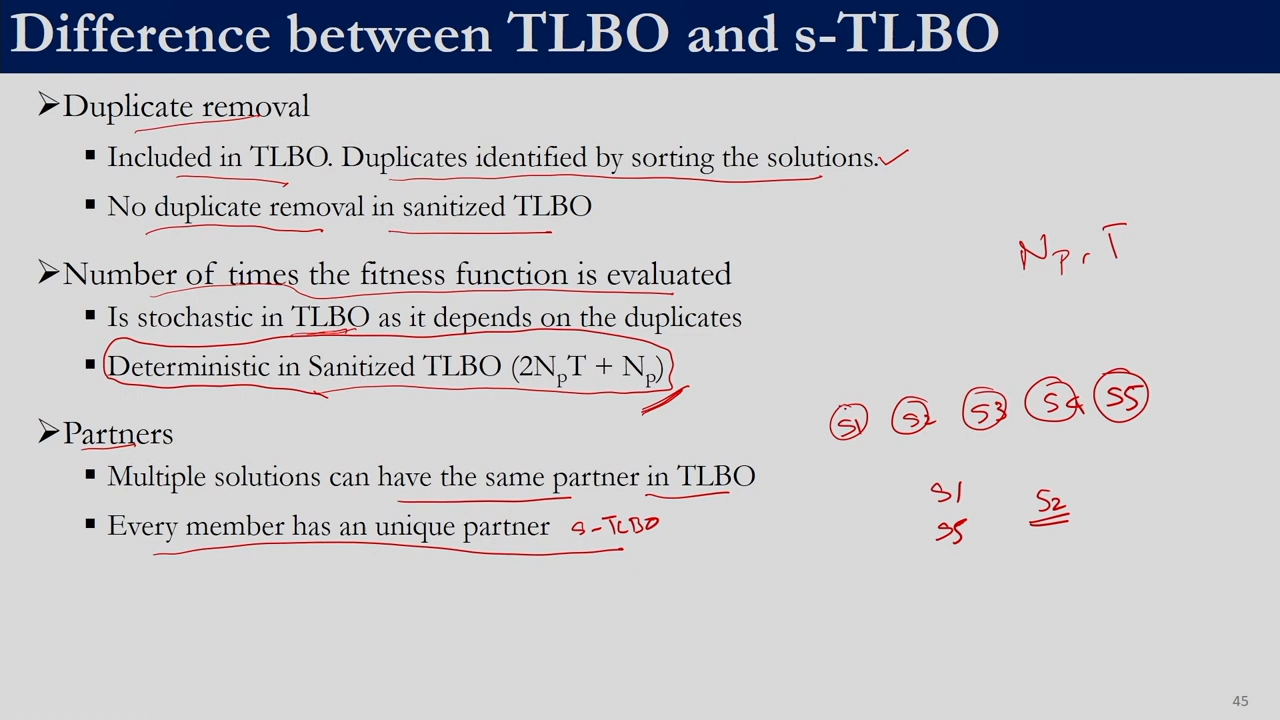 Difference between TLBO and s-TLBO
➤Duplicate removal
▪ Included in TLBO. Duplicates identified by sorting the solutions.
▪ No duplicate removal in sanitized TLBO
Np, T
➤Number of times the fitness function is evaluated
▪ Is stochastic in TLBO as it depends on the duplicates
▪ Deterministic in Sanitized TLBO (2NpT + Np)
S1 S2 S3 S4 S5
➤Partners
▪ Multiple solutions can have the same partner in TLBO
S1 S2
▪ Every member has an unique partner s-TLBO
S5
45